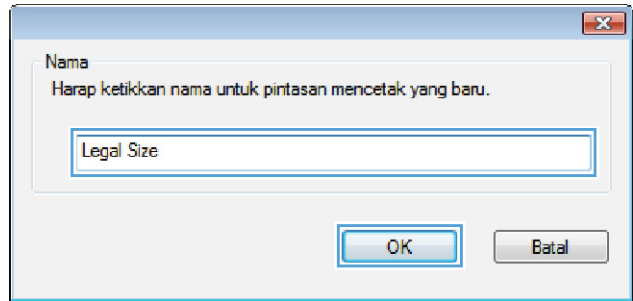 Nama
Harap ketikkan nama untuk pintasan mencetak yang baru.
Legal Size
OK
Batal